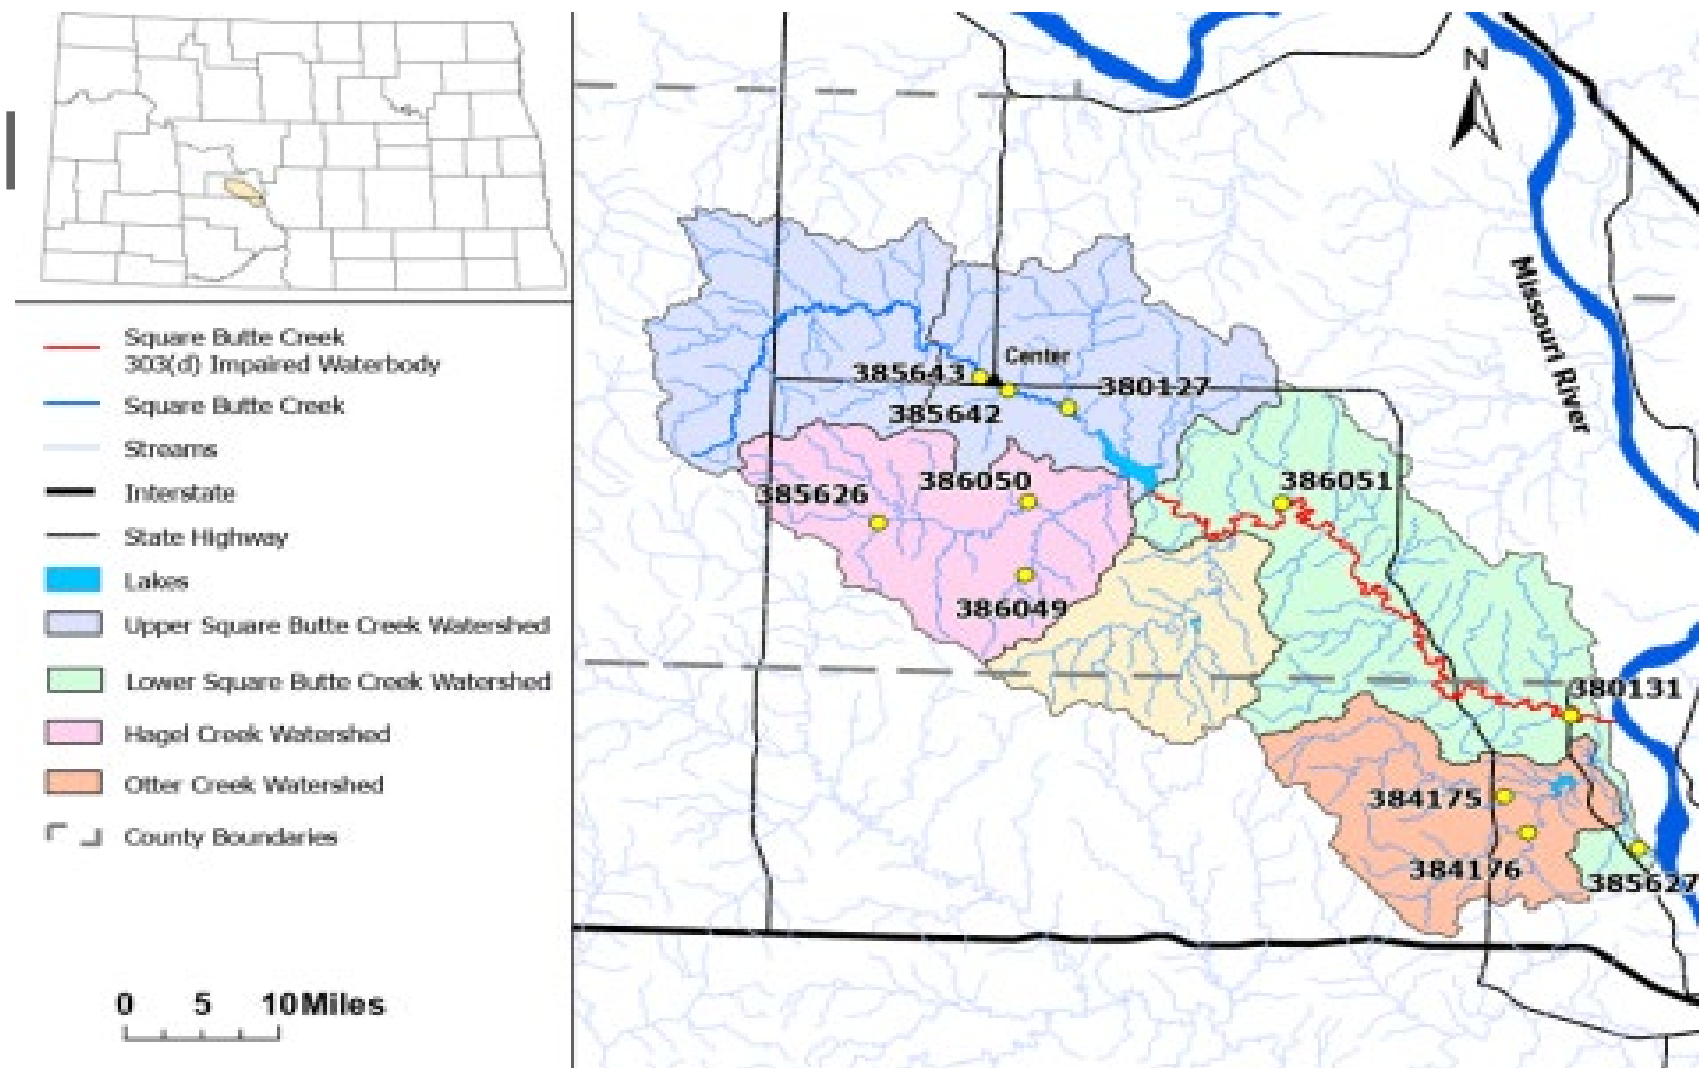 Square Butte Creek
303(d) Impaired Waterbody
Square Butte Creek
Streams
Interstate
State Highway
Lakes
Upper Square Butte Creek Watershed
Lower Square Butte Creek Watershed
Hagel Creek Watershed
Otter Creek Watershed
County Boundaries
0 5 10 Miles
N
Missouri River
Center
385643
380127
385642
386050
386051
385626
386049
380131
384175
384176
385627